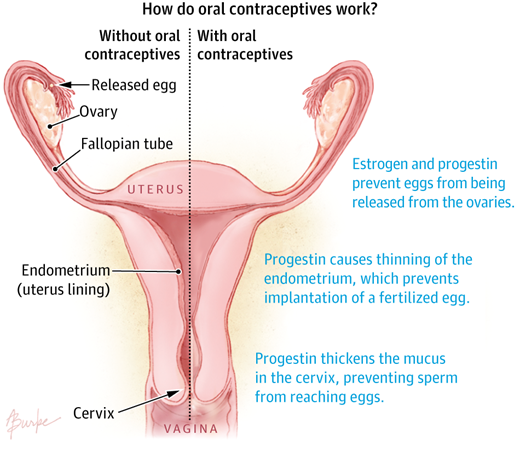 How do oral contraceptives work?
Without oral
contraceptives
With oral
contraceptives
Released egg
Ovary
Fallopian tube
UTERUS
Estrogen and progestin
prevent eggs from being
released from the ovaries.
Endometrium
(uterus lining)
Progestin causes thinning of the
endometrium, which prevents
implantation of a fertilized egg.
Progestin thickens the mucus
in the cervix, preventing sperm
from reaching eggs.
Cervix
VAGINA
ABurke